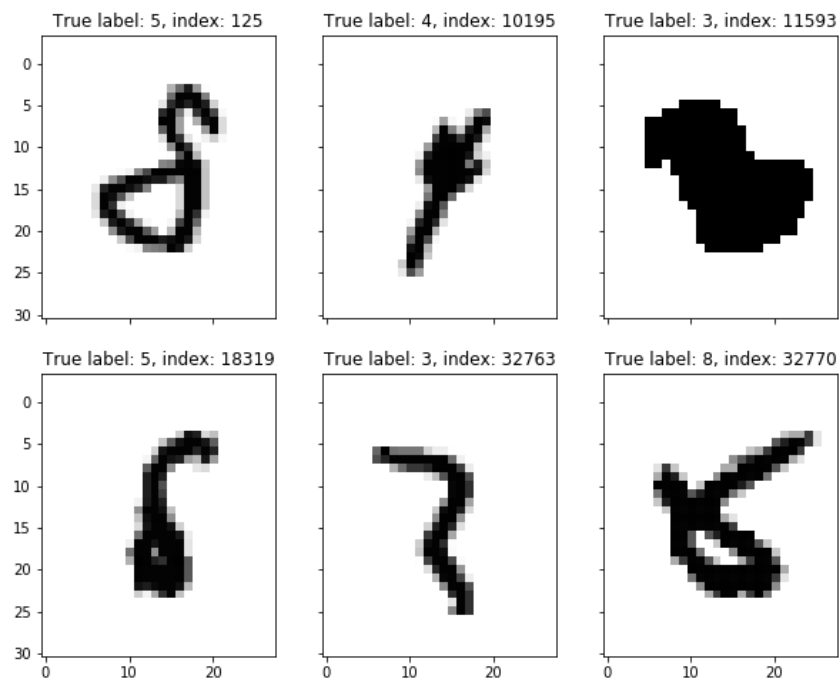 True label: 5, index: 125
True label: 4, index: 10195
True label: 3, index: 11593
0
5
10
15
20
25
30
True label: 5, index: 18319
True label: 3, index: 32763
True label: 8, index: 32770
0
5
10
15
20
25
30
0 10 20
0 10 20
0 10 20